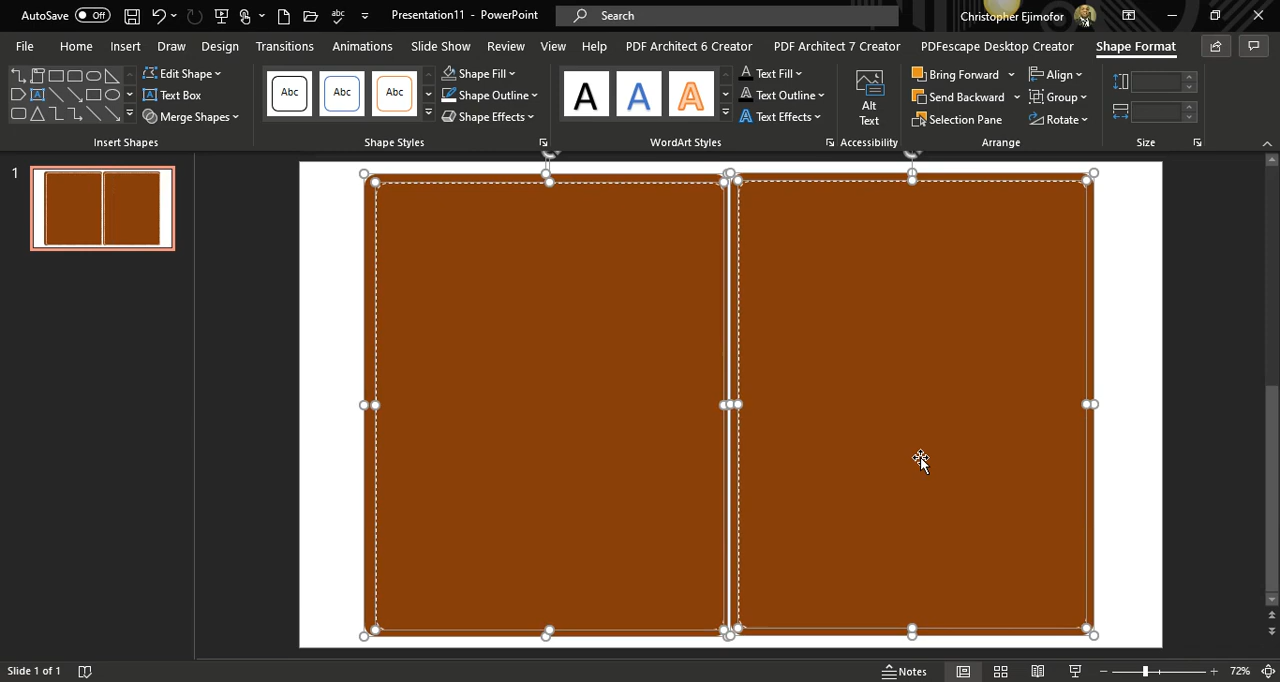 AutoSave Off abc Presentation11 - PowerPoint Search Christopher Ejimofor
File Home Insert Draw Design Transitions Animations Slide Show Review View Help PDF Architect 6 Creator PDF Architect 7 Creator PDFescape Desktop Creator Shape Format
Edit Shape
Text Box
Merge Shapes
Insert Shapes
Abc Abc Abc
Shape Fill
Shape Outline
Shape Effects
Shape Styles
A A A
A Text Fill
A Text Outline
A Text Effects
WordArt Styles
Alt
Text
Accessibility
Bring Forward Align
Send Backward Group
Selection Pane Rotate
Arrange
Size
1
Slide 1 of 1 Notes 72%